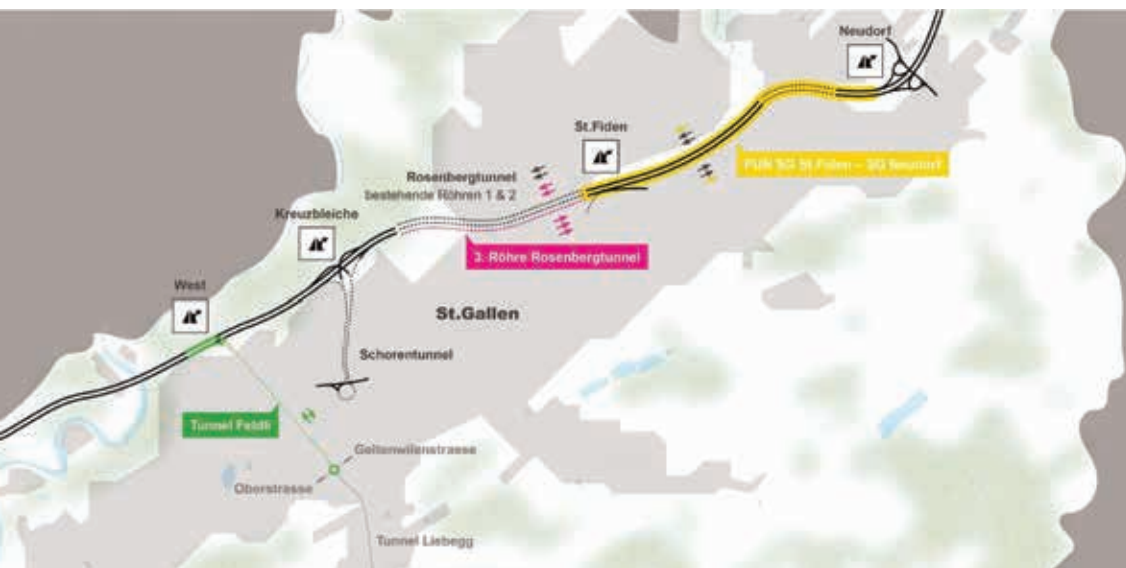 Neudorf
St.Fiden
PUN SG St.Fiden – SG Neudorf
Rosenbergtunnel
bestehende Röhren 1 & 2
Kreuzbleiche
3. Röhre Rosenbergtunnel
West
St.Gallen
Schorentunnel
Tunnel Feldli
Geltenwilenstrasse
Oberstrasse
Tunnel Liebegg